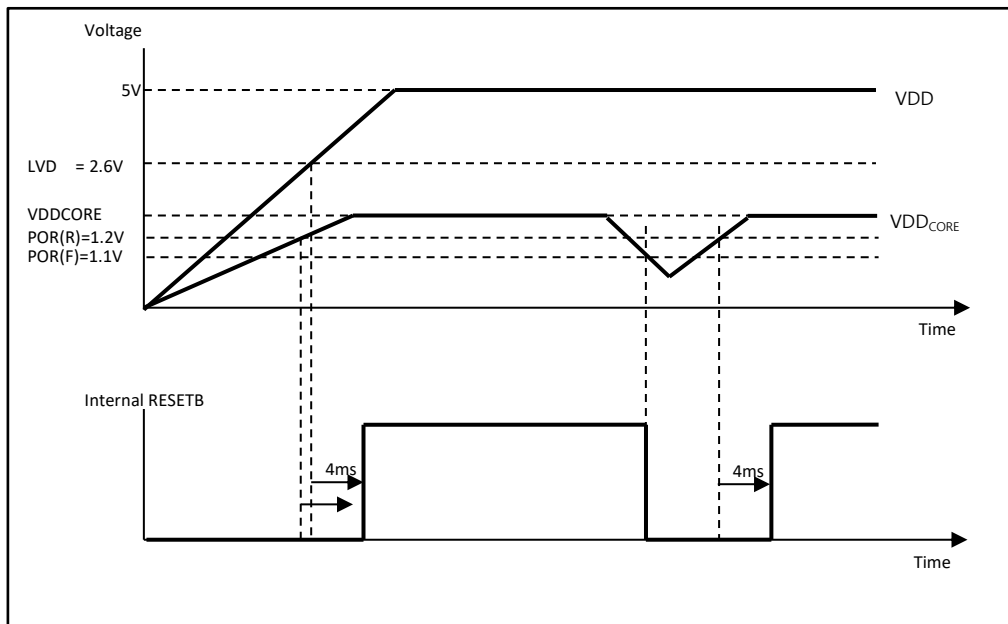 Voltage
5V
VDD
LVD = 2.6V
VDDCORE
VDDCORE
POR(R)=1.2V
POR(F)=1.1V
Time
Internal RESETB
4ms
4ms
Time